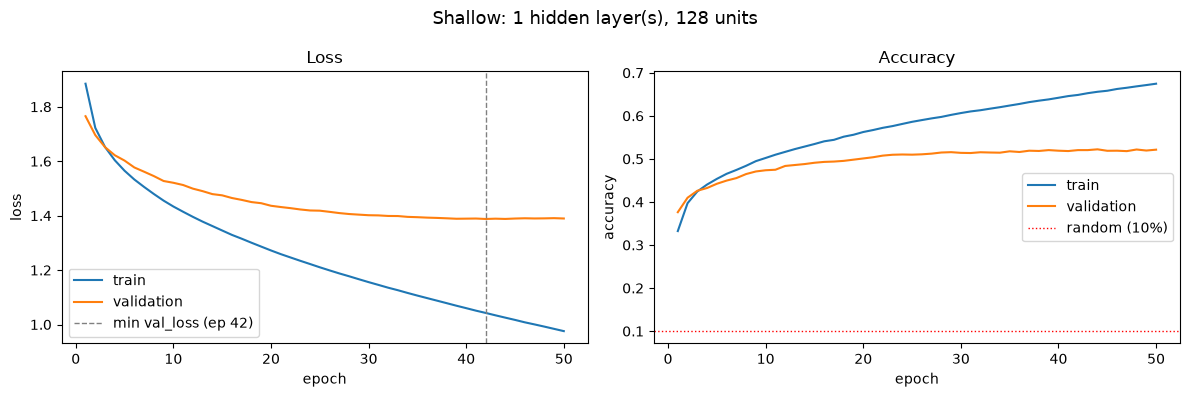 Shallow: 1 hidden layer(s), 128 units
Loss
loss
1.8
1.6
1.4
1.2
1.0
train
validation
min val_loss (ep 42)
0 10 20 30 40 50
epoch
Accuracy
accuracy
0.7
0.6
0.5
0.4
0.3
0.2
0.1
train
validation
random (10%)
0 10 20 30 40 50
epoch